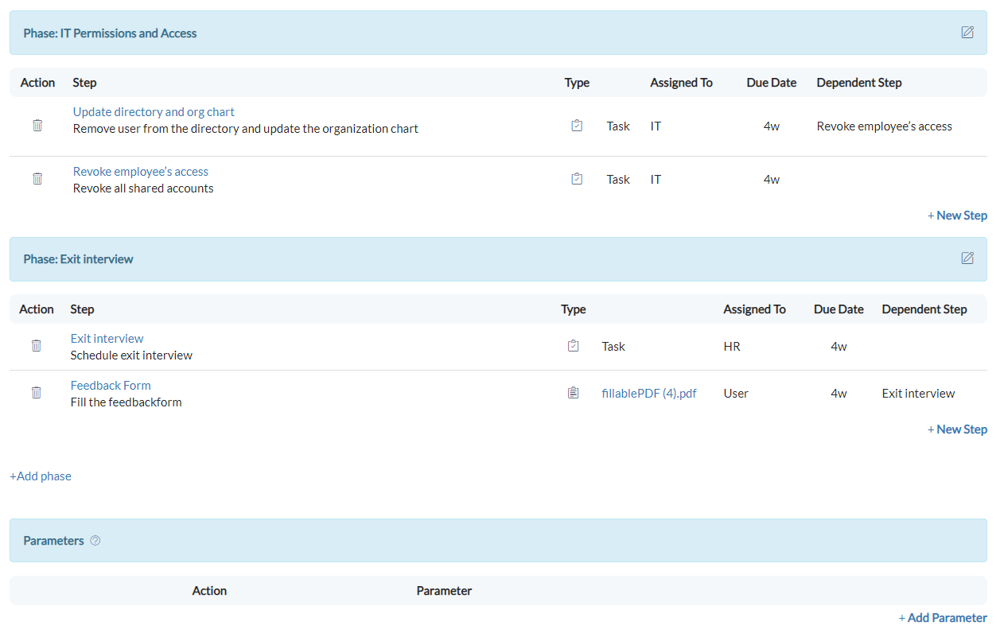 Phase: IT Permissions and Access
Action Step Type Assigned To Due Date Dependent Step
Update directory and org chart
Remove user from the directory and update the organization chart
Task IT 4w Revoke employee’s access
Revoke employee’s access
Revoke all shared accounts
Task IT 4w
+ New Step
Phase: Exit interview
Action Step Type Assigned To Due Date Dependent Step
Exit interview
Schedule exit interview
Task HR 4w
Feedback Form
Fill the feedbackform
fillablePDF (4).pdf User 4w Exit interview
+ New Step
+Add phase
Parameters ?
Action Parameter
+ Add Parameter